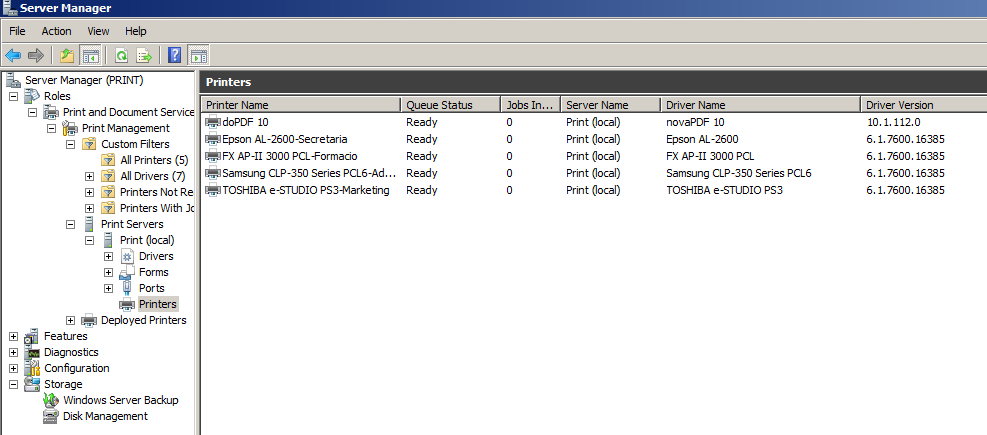 Server Manager
File Action View Help
Server Manager (PRINT)
Roles
Print and Document Service
Print Management
Custom Filters
All Printers (5)
All Drivers (7)
Printers Not Re
Printers With Jo
Print Servers
Print (local)
Drivers
Forms
Ports
Printers
Deployed Printers
Features
Diagnostics
Configuration
Storage
Windows Server Backup
Disk Management
Printers
Printer Name Queue Status Jobs In... Server Name Driver Name Driver Version
doPDF 10 Ready 0 Print (local) novaPDF 10 10.1.112.0
Epson AL-2600-Secretaria Ready 0 Print (local) Epson AL-2600 6.1.7600.16385
FX AP-II 3000 PCL-Formacio Ready 0 Print (local) FX AP-II 3000 PCL 6.1.7600.16385
Samsung CLP-350 Series PCL6-Ad... Ready 0 Print (local) Samsung CLP-350 Series PCL6 6.1.7600.16385
TOSHIBA e-STUDIO PS3-Marketing Ready 0 Print (local) TOSHIBA e-STUDIO PS3 6.1.7600.16385